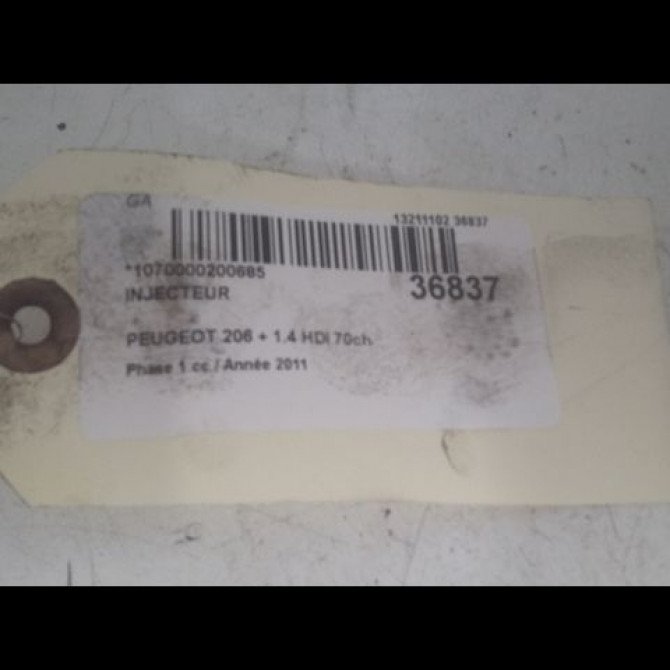 GA
13211102 36837
*1070000200685
36837
INJECTEUR
PEUGEOT 206 + 1.4 HDI 70ch
Phase 1 cc / Année 2011